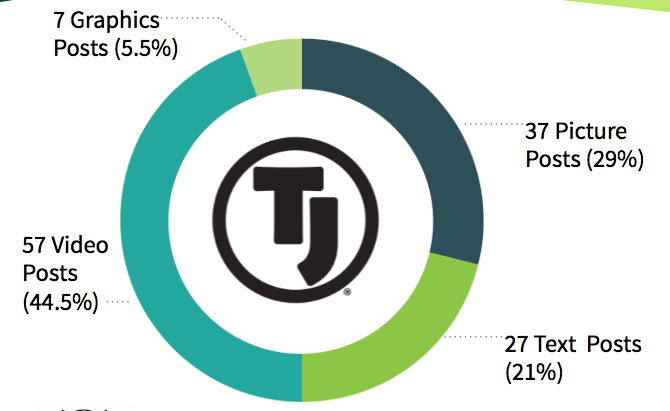 7 Graphics
Posts (5.5%)
37 Picture
Posts (29%)
57 Video
Posts
(44.5%)
27 Text Posts
(21%)
TJ
®